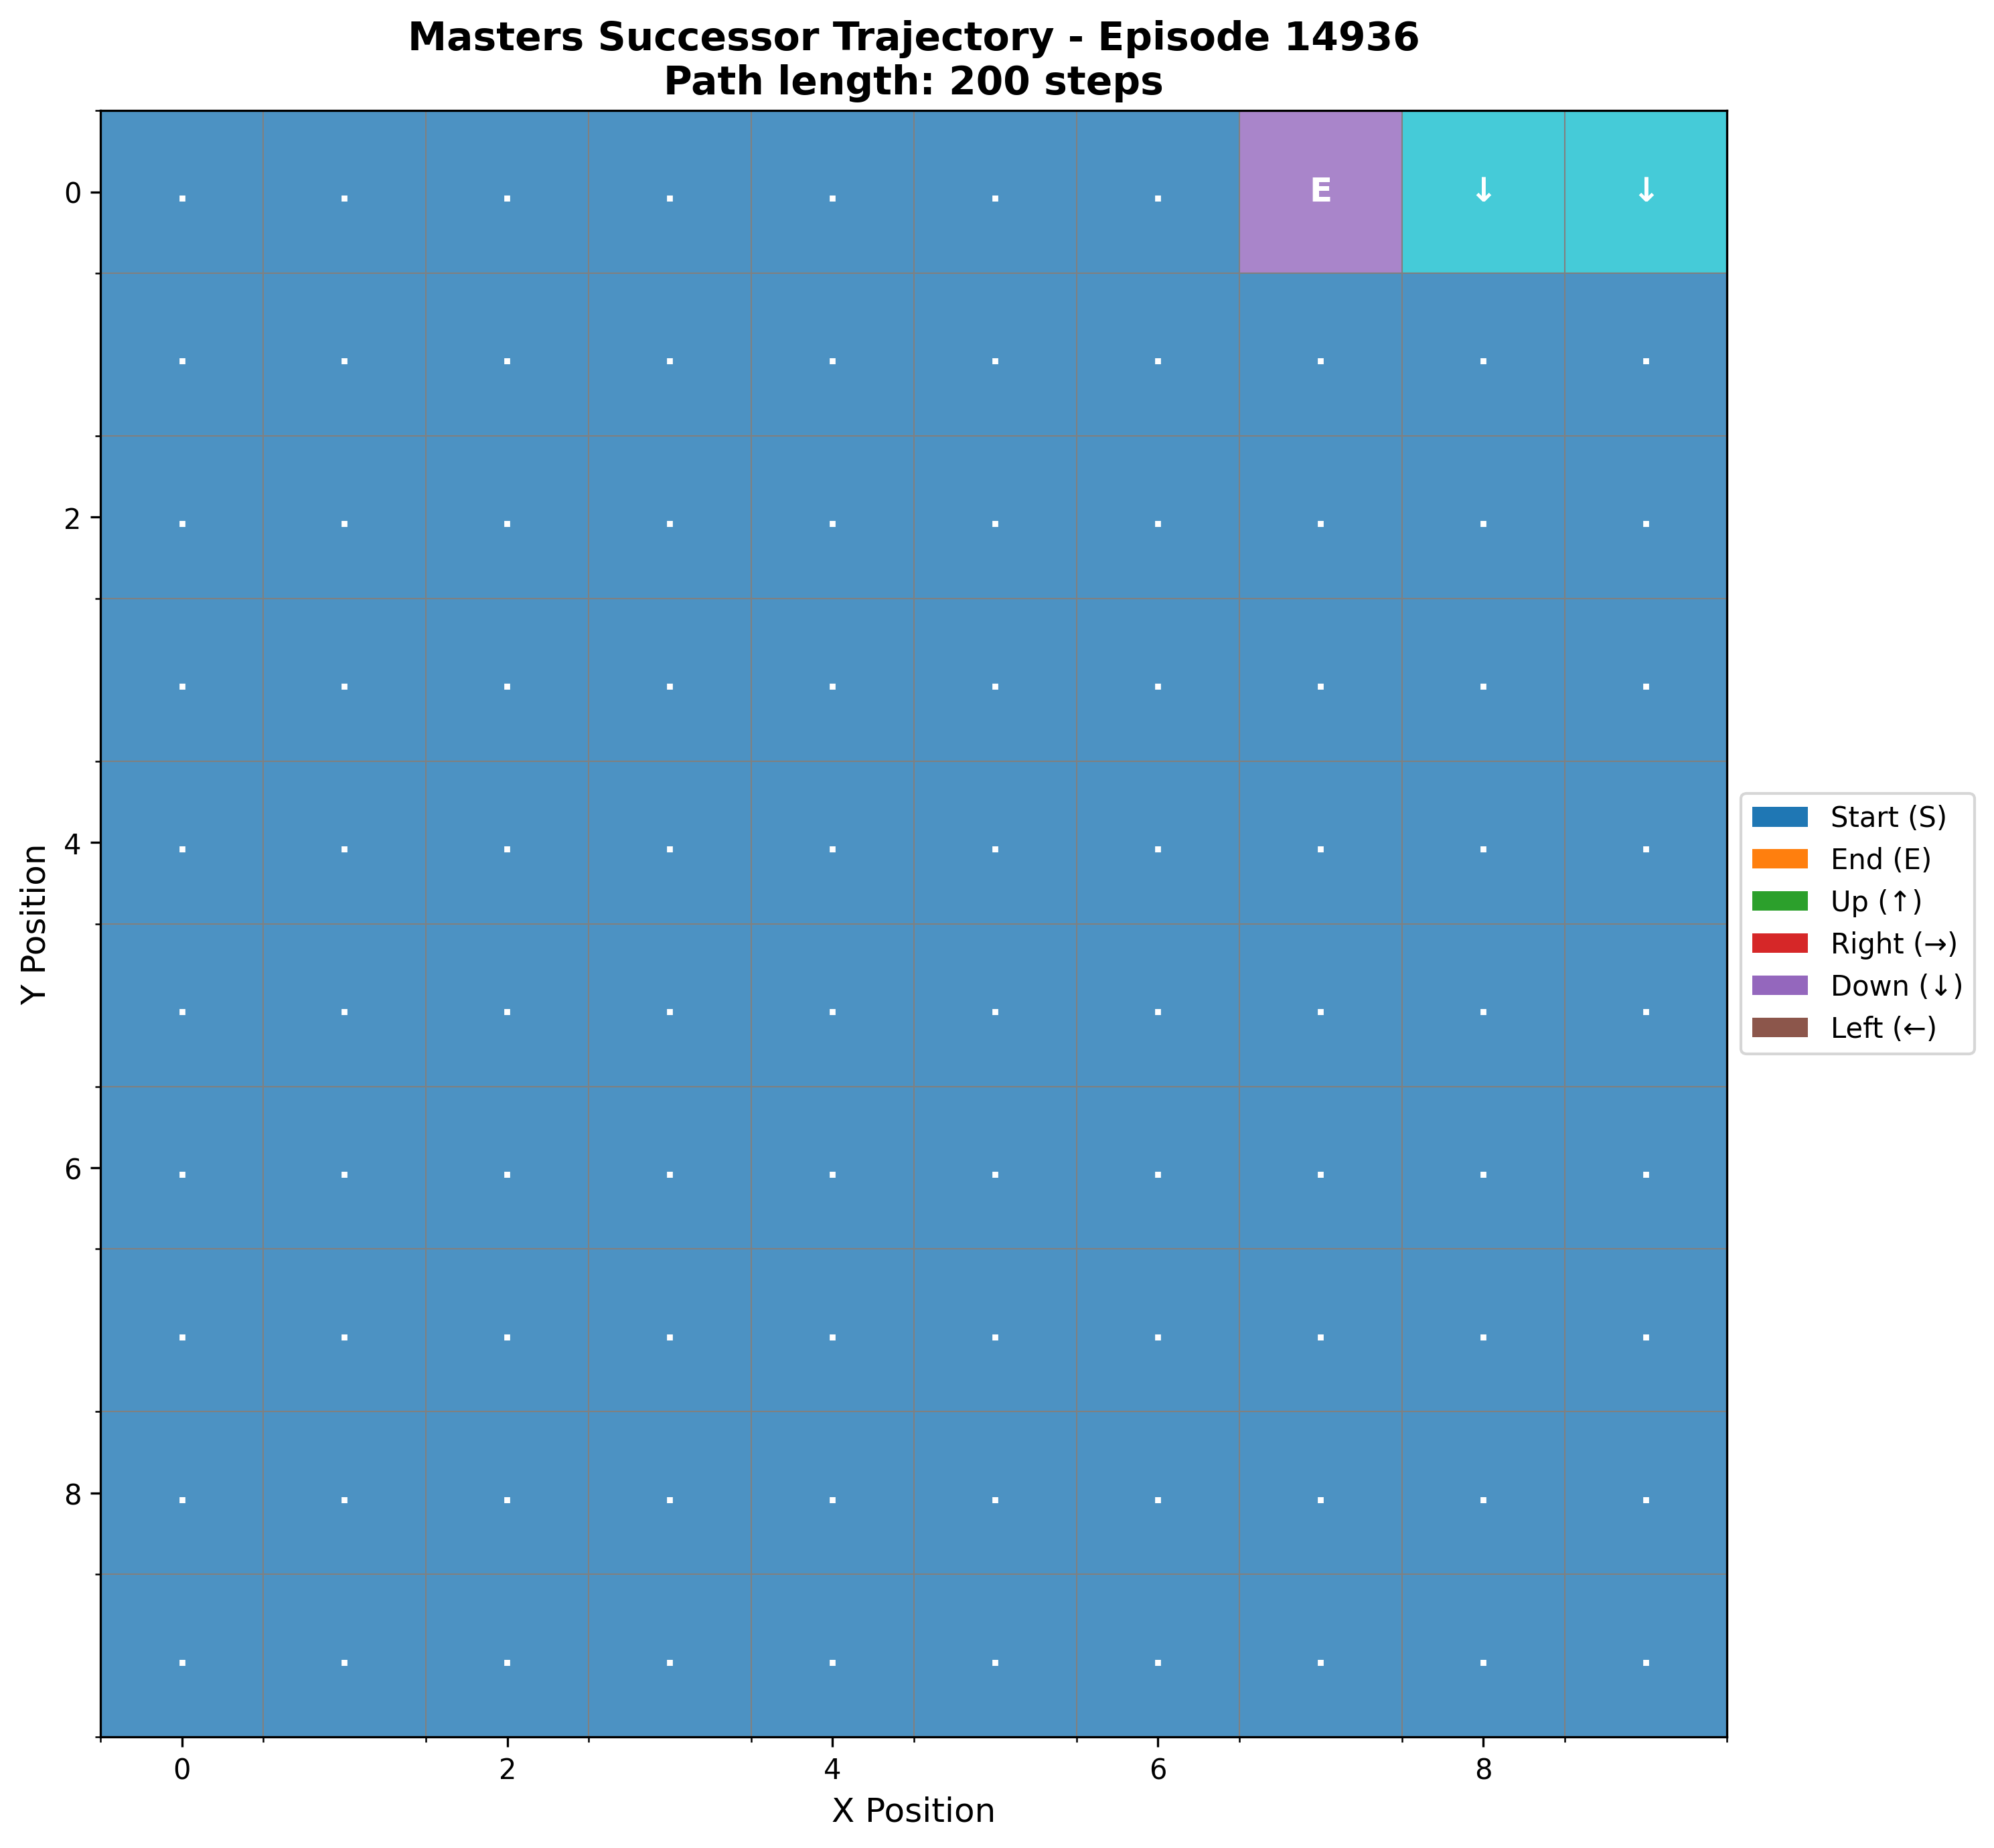 Masters Successor Trajectory - Episode 14936
Path length: 200 steps
E ↓ ↓
0
2
4
6
8
Y Position
0 2 4 6 8
X Position
Start (S)
End (E)
Up (↑)
Right (→)
Down (↓)
Left (←)